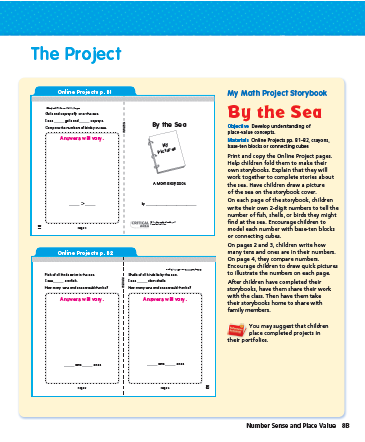 The Project
Online Projects p. B1
Answers will vary.
By the Sea
My
Pictures
A Math Storybook
by
Online Projects p. B2
Answers will vary.
Answers will vary.
My Math Project Storybook
By the Sea
Objective Develop understanding of
place-value concepts.
Materials Online Projects pp. B1–B2, crayons,
base-ten blocks or connecting cubes
Print and copy the Online Project pages.
Help children fold them to make their
own storybooks. Explain that they will
work together to complete stories about
the sea. Have children draw a picture
of the sea on the storybook cover.
On each page of the storybook, children
write their own 2-digit numbers to tell the
number of fish, shells, or birds they might
find at the sea. Encourage children to
model each number with base-ten blocks
or connecting cubes.
On pages 2 and 3, children write how
many tens and ones are in their numbers.
On page 4, they compare numbers.
Encourage children to draw quick pictures
to illustrate the numbers on each page.
After children have completed their
storybooks, have them share their work
with the class. Then have them take
their storybooks home to share with
family members.
You may suggest that children
place completed projects in
their portfolios.
Number Sense and Place Value 8B